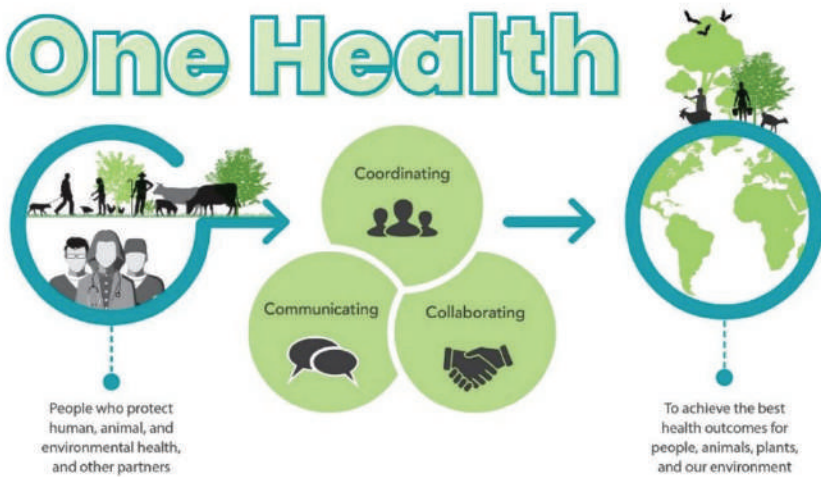 One Health
Coordinating
Communicating
Collaborating
People who protect
human, animal, and
environmental health,
and other partners
To achieve the best
health outcomes for
people, animals, plants,
and our environment